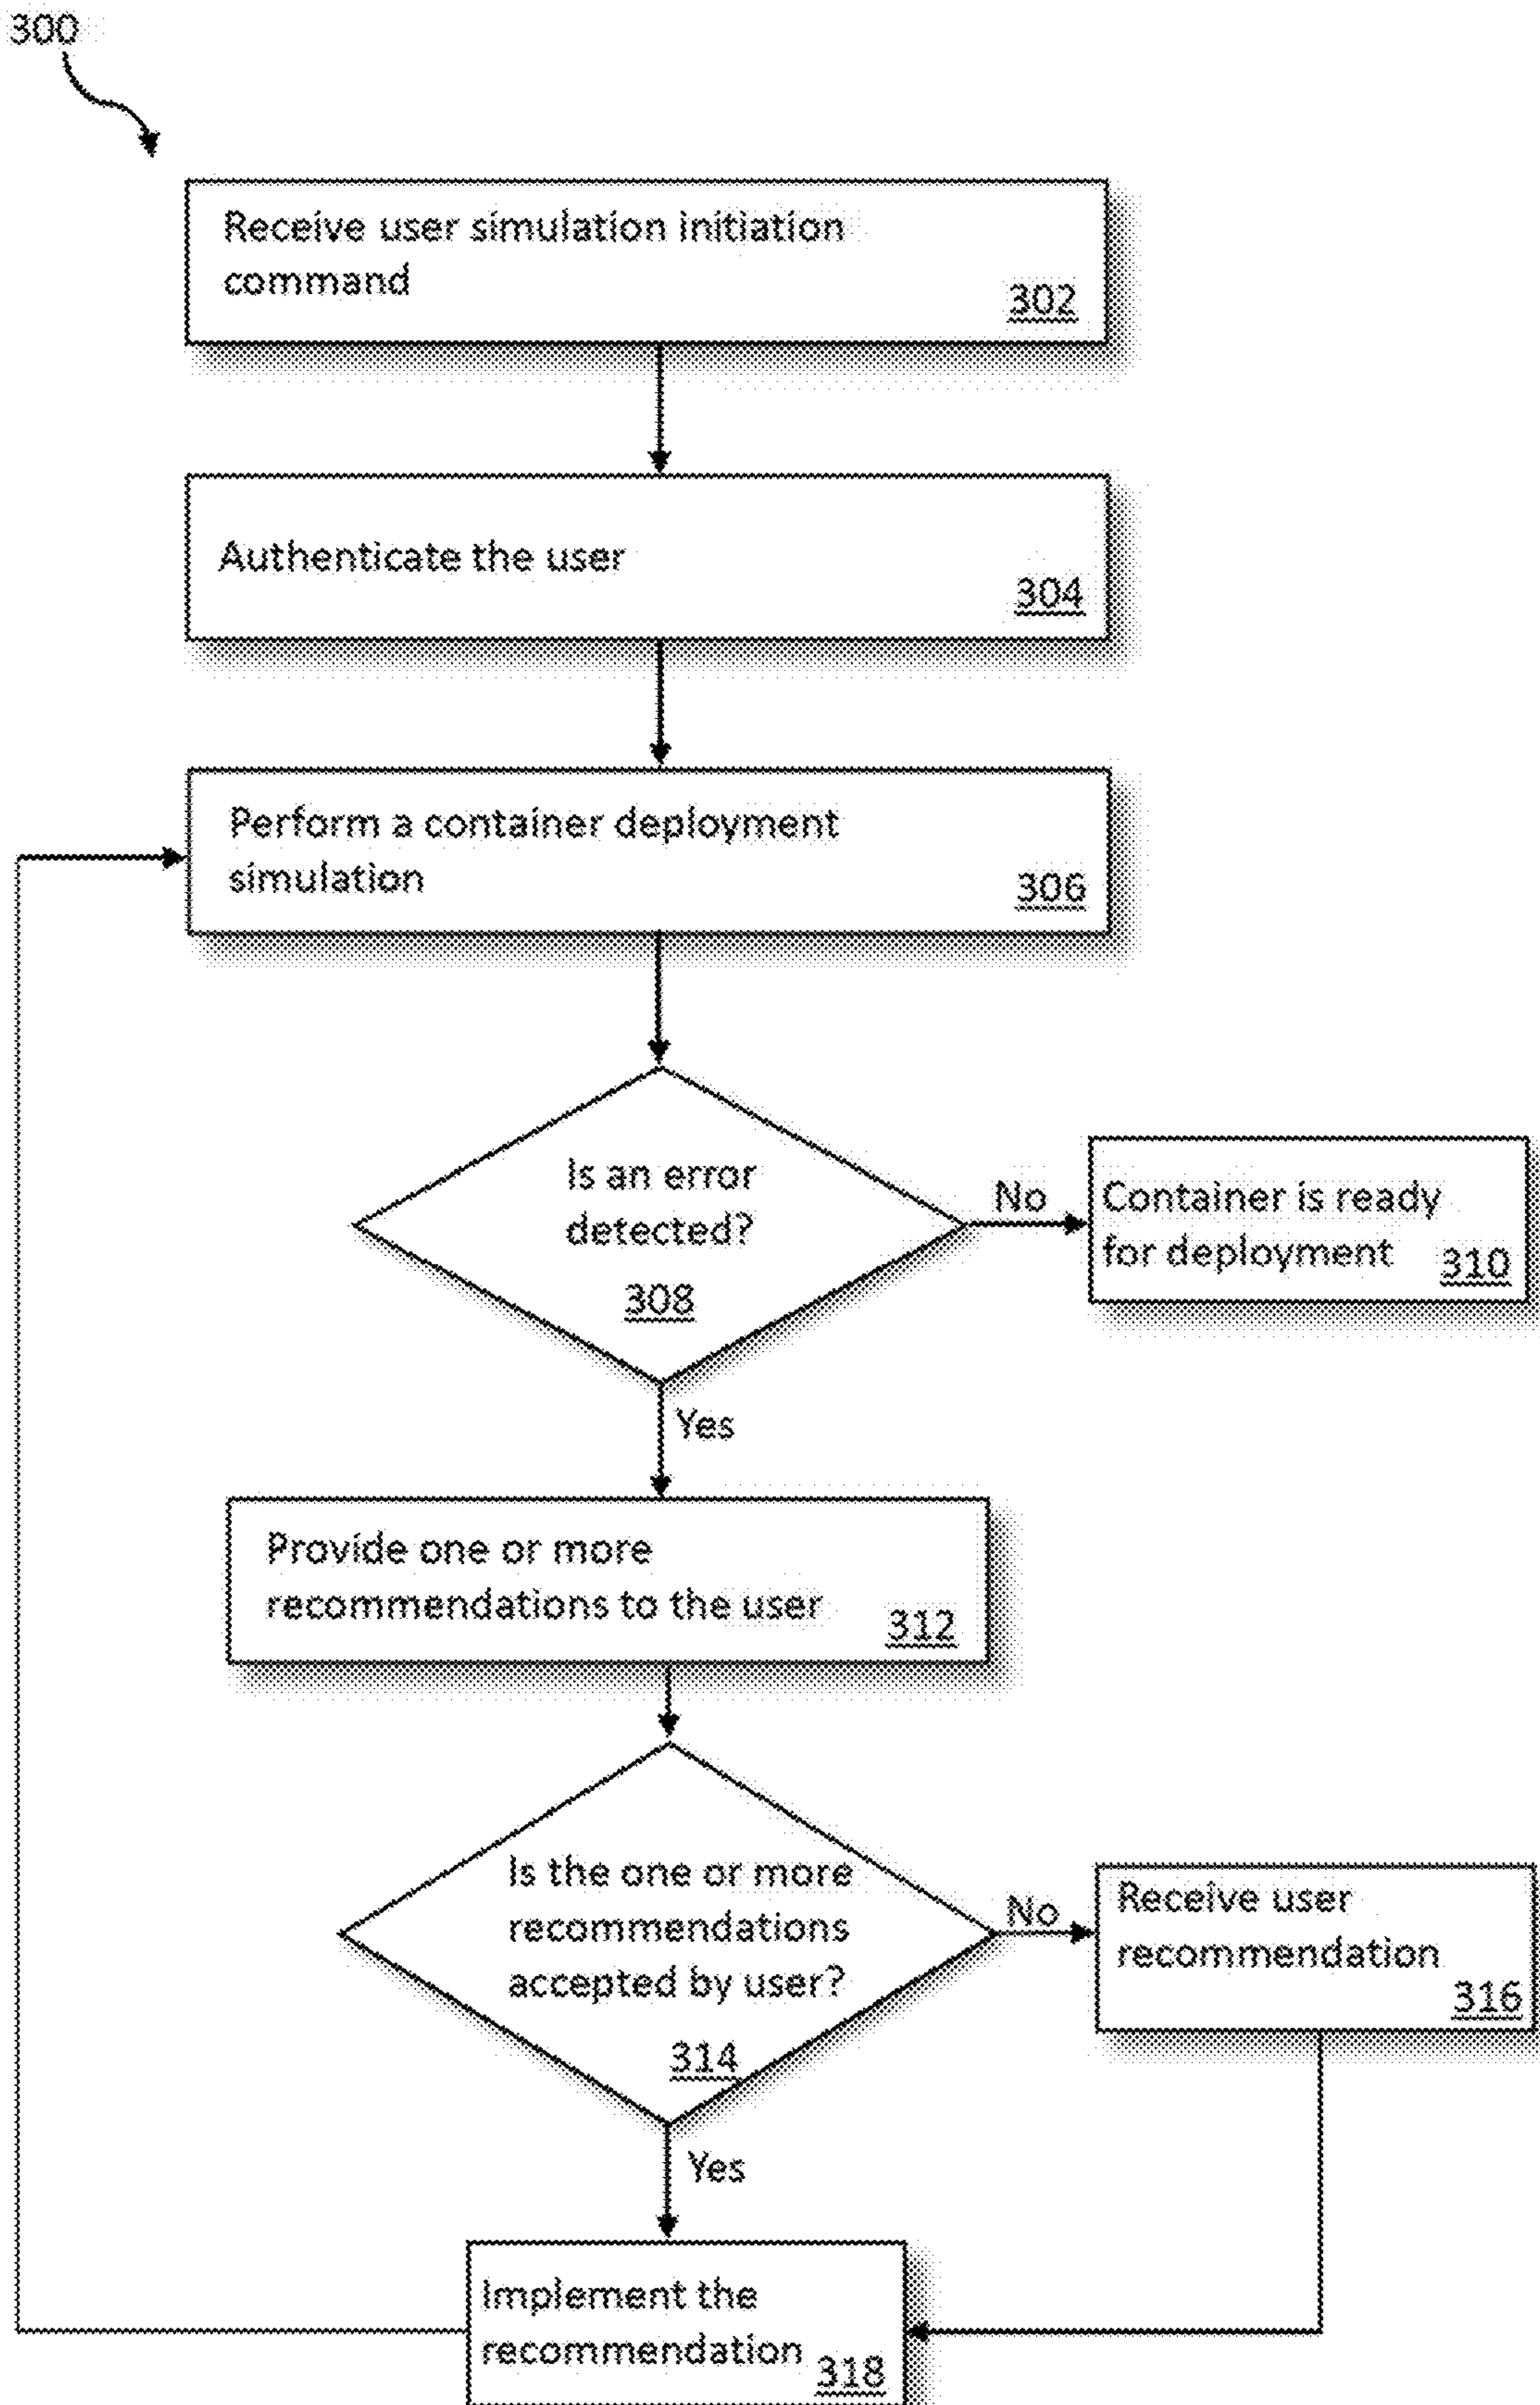 300
Receive user simulation initiation
command
302
Authenticate the user
304
Perform a container deployment
simulation
306
Is an error
detected?
308
No
Container is ready
for deployment
310
Yes
Provide one or more
recommendations to the user
312
Is the one or more
recommendations
accepted by user?
314
No
Receive user
recommendation
316
Yes
Implement the
recommendation
318